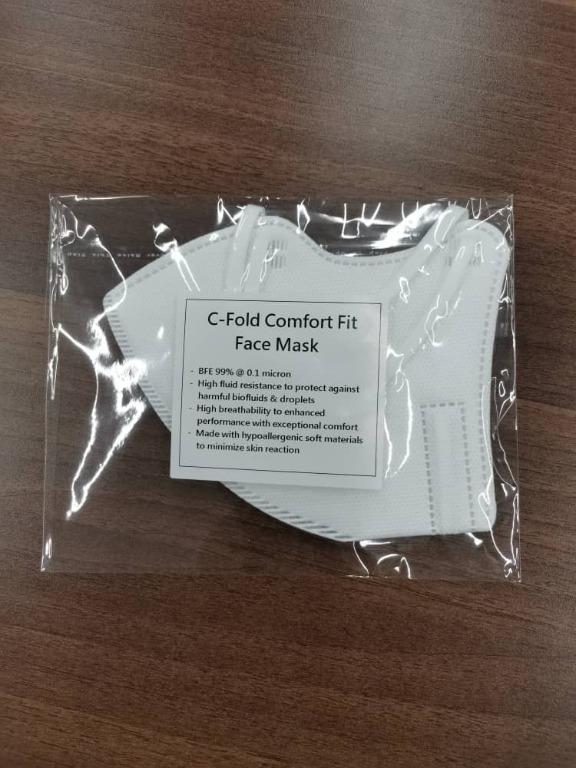 C-Fold Comfort Fit
Face Mask
- BFE 99% @ 0.1 micron
- High fluid resistance to protect against
harmful biofluids & droplets
- High breathability to enhanced
performance with exceptional comfort
- Made with hypoallergenic soft materials
to minimize skin reaction